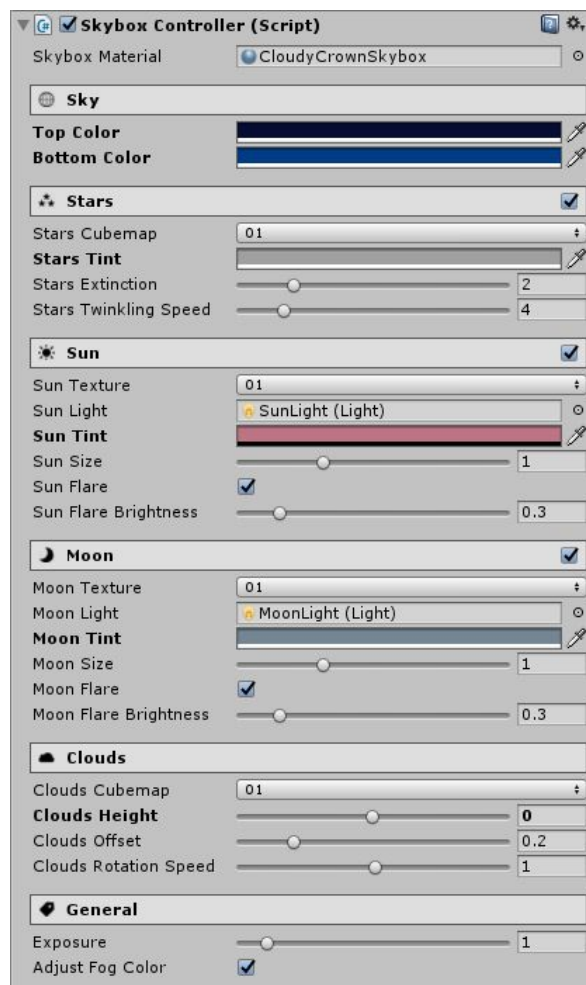 Skybox Controller (Script)
Skybox Material CloudyCrownSkybox
Sky
Top Color
Bottom Color
Stars
Stars Cubemap 01
Stars Tint
Stars Extinction 2
Stars Twinkling Speed 4
Sun
Sun Texture 01
Sun Light SunLight (Light)
Sun Tint
Sun Size 1
Sun Flare
Sun Flare Brightness 0.3
Moon
Moon Texture 01
Moon Light MoonLight (Light)
Moon Tint
Moon Size 1
Moon Flare
Moon Flare Brightness 0.3
Clouds
Clouds Cubemap 01
Clouds Height 0
Clouds Offset 0.2
Clouds Rotation Speed 1
General
Exposure 1
Adjust Fog Color